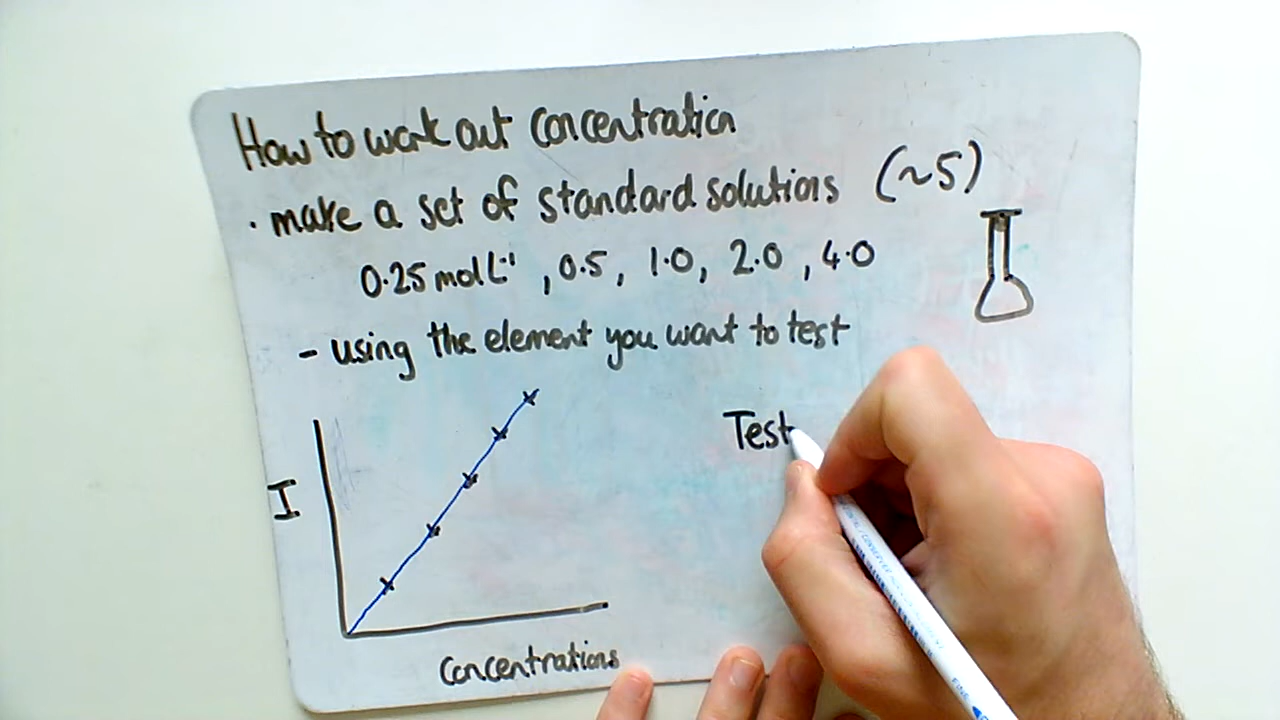 How to work out concentration
· make a set of standard solutions (~5)
0.25 mol L⁻¹, 0.5, 1.0, 2.0, 4.0
- using the element you want to test
Test
I
Concentrations
FINE